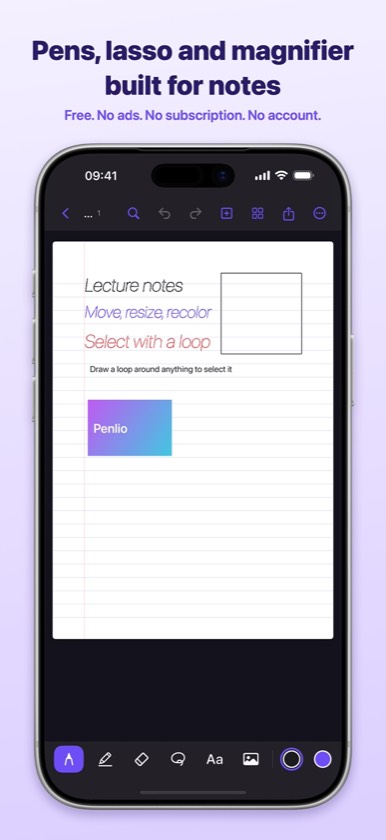 Pens, lasso and magnifier
built for notes
Free. No ads. No subscription. No account.
09:41
... 1
Lecture notes
Move, resize, recolor
Select with a loop
Draw a loop around anything to select it
Penlio
Aa